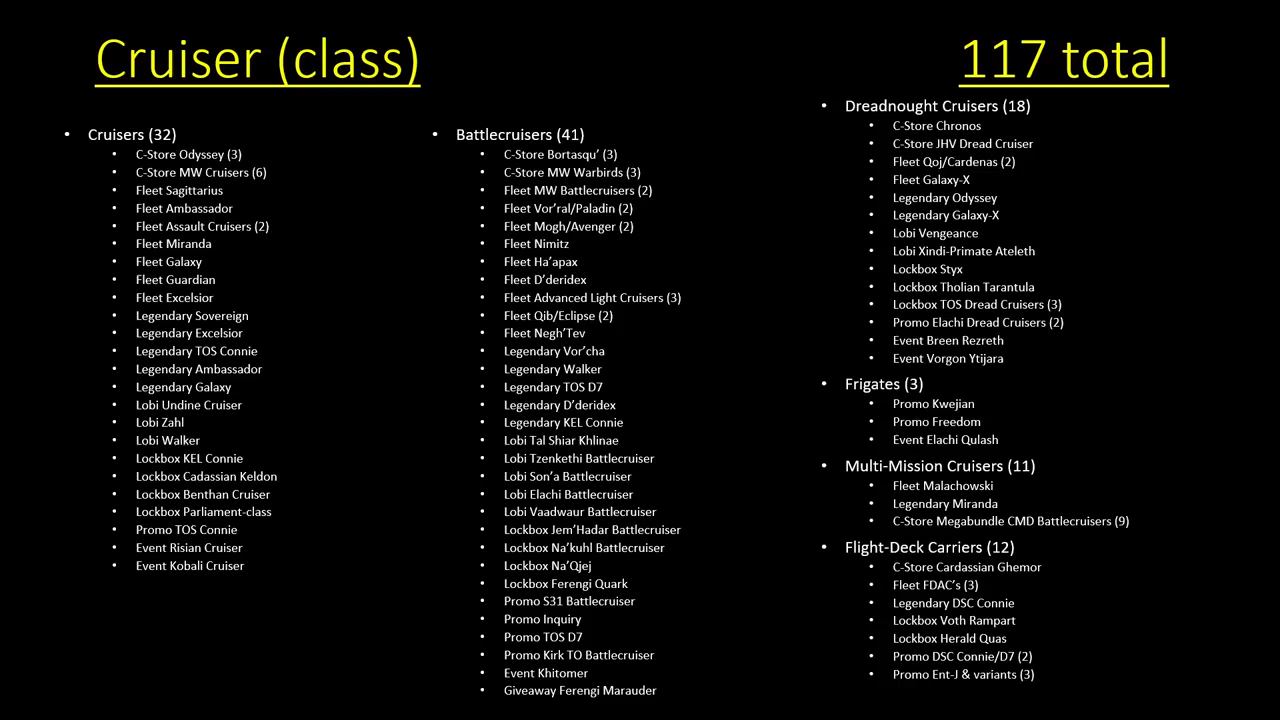 Cruiser (class)
117 total
Cruisers (32)
C-Store Odyssey (3)
C-Store MW Cruisers (6)
Fleet Sagittarius
Fleet Ambassador
Fleet Assault Cruisers (2)
Fleet Miranda
Fleet Galaxy
Fleet Guardian
Fleet Excelsior
Legendary Sovereign
Legendary Excelsior
Legendary TOS Connie
Legendary Ambassador
Legendary Galaxy
Lobi Undine Cruiser
Lobi Zahl
Lobi Walker
Lockbox KEL Connie
Lockbox Cadassian Keldon
Lockbox Benthan Cruiser
Lockbox Parliament-class
Promo TOS Connie
Event Risian Cruiser
Event Kobali Cruiser
Battlecruisers (41)
C-Store Bortasqu’ (3)
C-Store MW Warbirds (3)
Fleet MW Battlecruisers (2)
Fleet Vor’ral/Paladin (2)
Fleet Mogh/Avenger (2)
Fleet Nimitz
Fleet Ha’apax
Fleet D’deridex
Fleet Advanced Light Cruisers (3)
Fleet Qib/Eclipse (2)
Fleet Negh’Tev
Legendary Vor’cha
Legendary Walker
Legendary TOS D7
Legendary D’deridex
Legendary KEL Connie
Lobi Tal Shiar Khlinae
Lobi Tzenkethi Battlecruiser
Lobi Son’a Battlecruiser
Lobi Elachi Battlecruiser
Lobi Vaadwaur Battlecruiser
Lockbox Jem’Hadar Battlecruiser
Lockbox Na’kuhl Battlecruiser
Lockbox Na’Qjej
Lockbox Ferengi Quark
Promo S31 Battlecruiser
Promo Inquiry
Promo TOS D7
Promo Kirk TO Battlecruiser
Event Khitomer
Giveaway Ferengi Marauder
Dreadnought Cruisers (18)
C-Store Chronos
C-Store JHV Dread Cruiser
Fleet Qoj/Cardenas (2)
Fleet Galaxy-X
Legendary Odyssey
Legendary Galaxy-X
Lobi Vengeance
Lobi Xindi-Primate Ateleth
Lockbox Styx
Lockbox Tholian Tarantula
Lockbox TOS Dread Cruisers (3)
Promo Elachi Dread Cruisers (2)
Event Breen Rezreth
Event Vorgon Ytijara
Frigates (3)
Promo Kwejian
Promo Freedom
Event Elachi Qulash
Multi-Mission Cruisers (11)
Fleet Malachowski
Legendary Miranda
C-Store Megabundle CMD Battlecruisers (9)
Flight-Deck Carriers (12)
C-Store Cardassian Ghemor
Fleet FDAC’s (3)
Legendary DSC Connie
Lockbox Voth Rampart
Lockbox Herald Quas
Promo DSC Connie/D7 (2)
Promo Ent-J & variants (3)